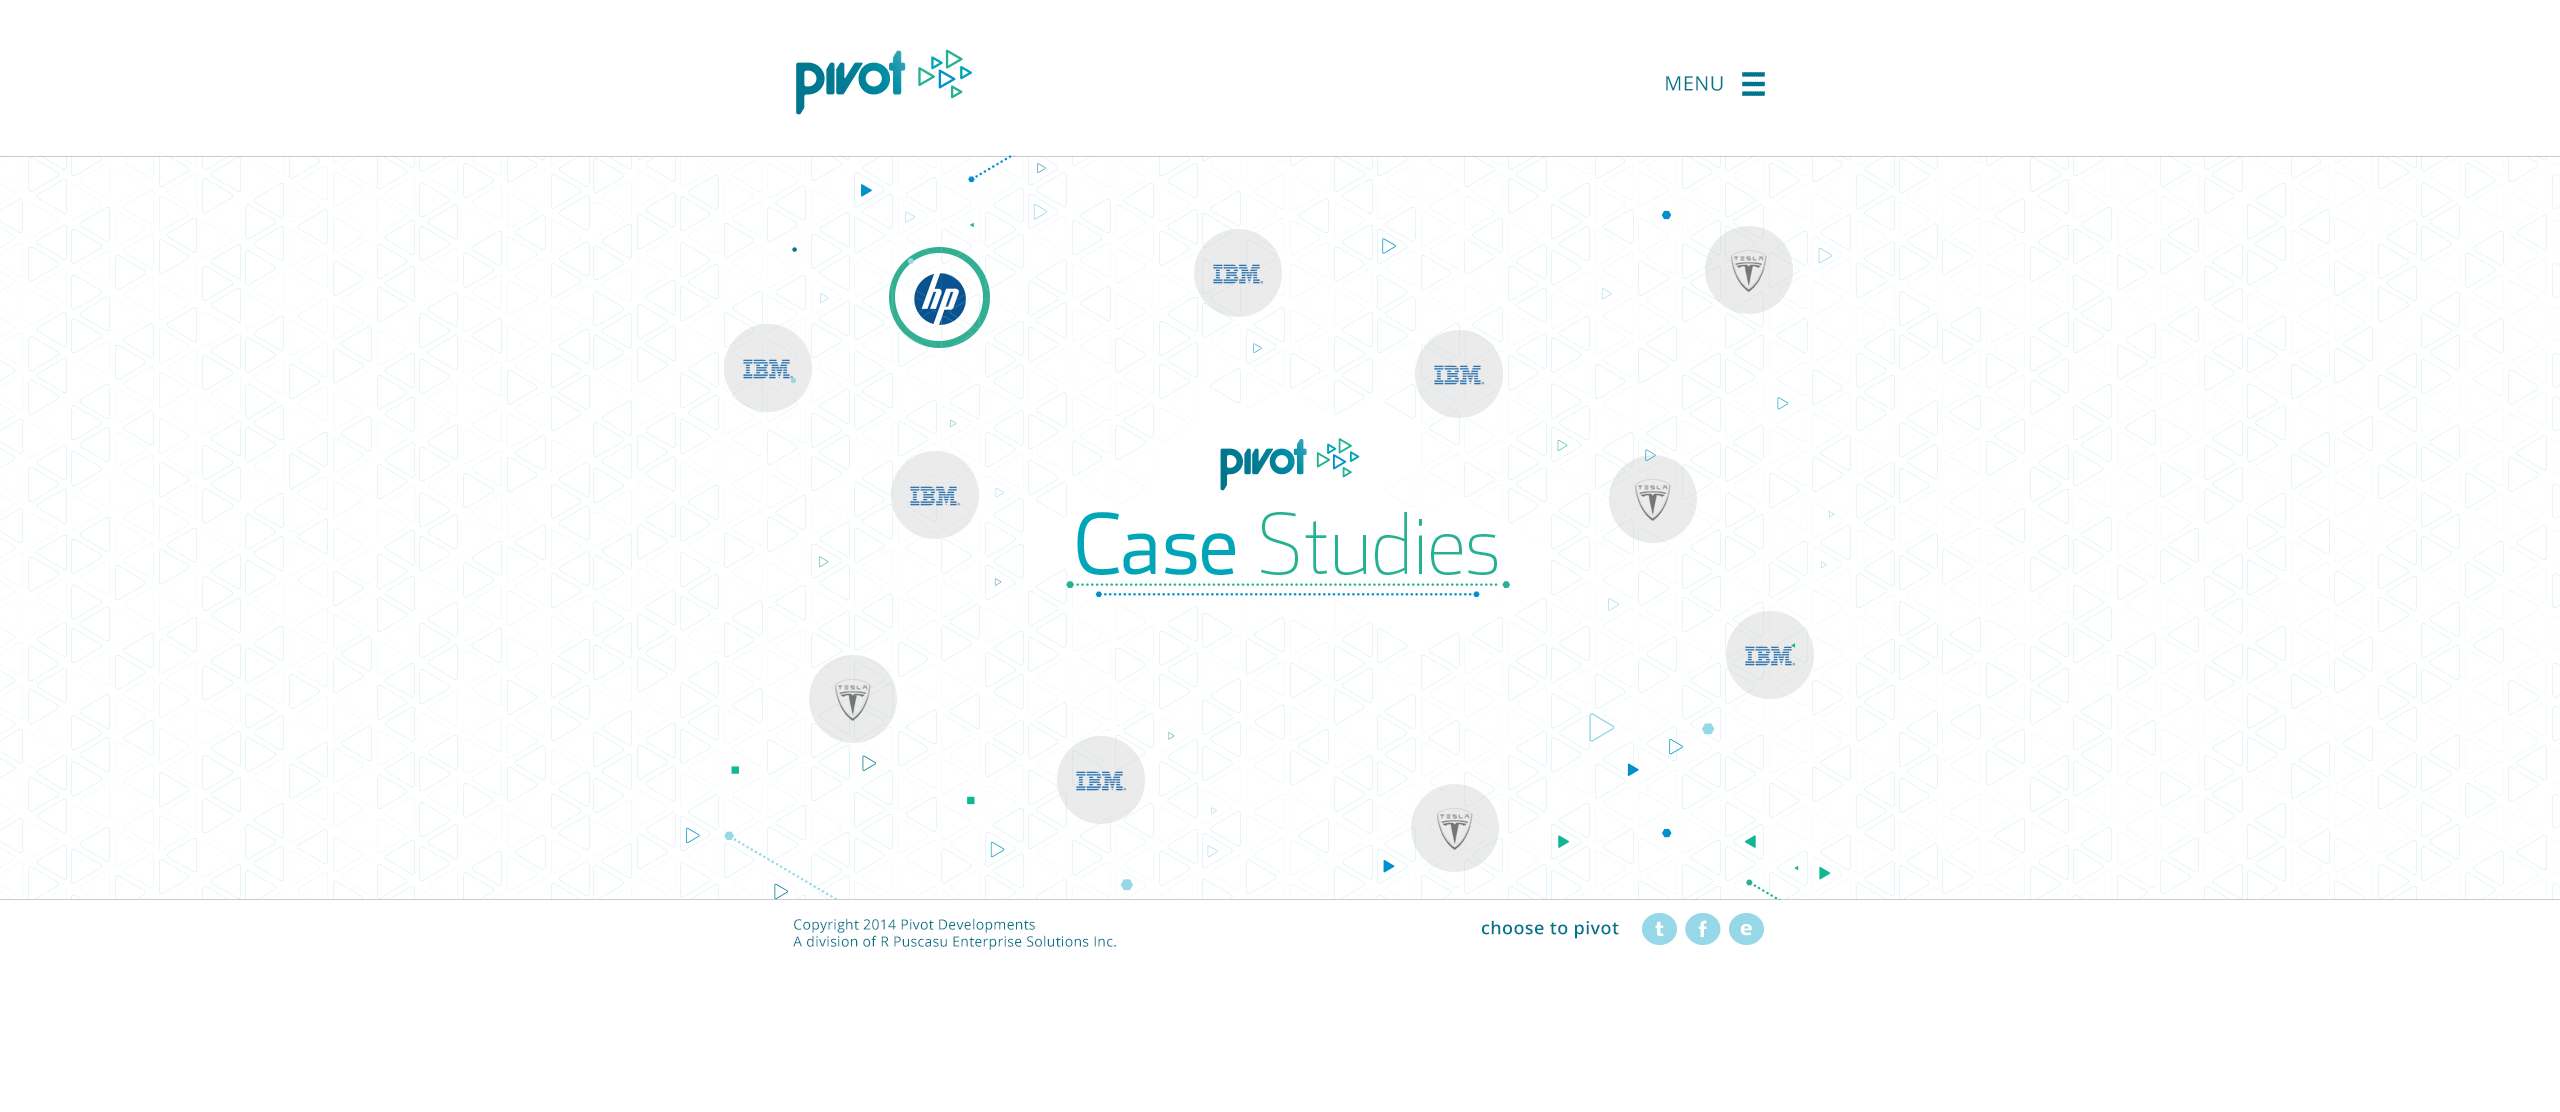 pivot
MENU
IBM
TESLA
hp
IBM
IBM
pivot
IBM
TESLA
Case Studies
IBM
TESLA
IBM
TESLA
Copyright 2014 Pivot Developments
A division of R Puscasu Enterprise Solutions Inc.
choose to pivot t f e